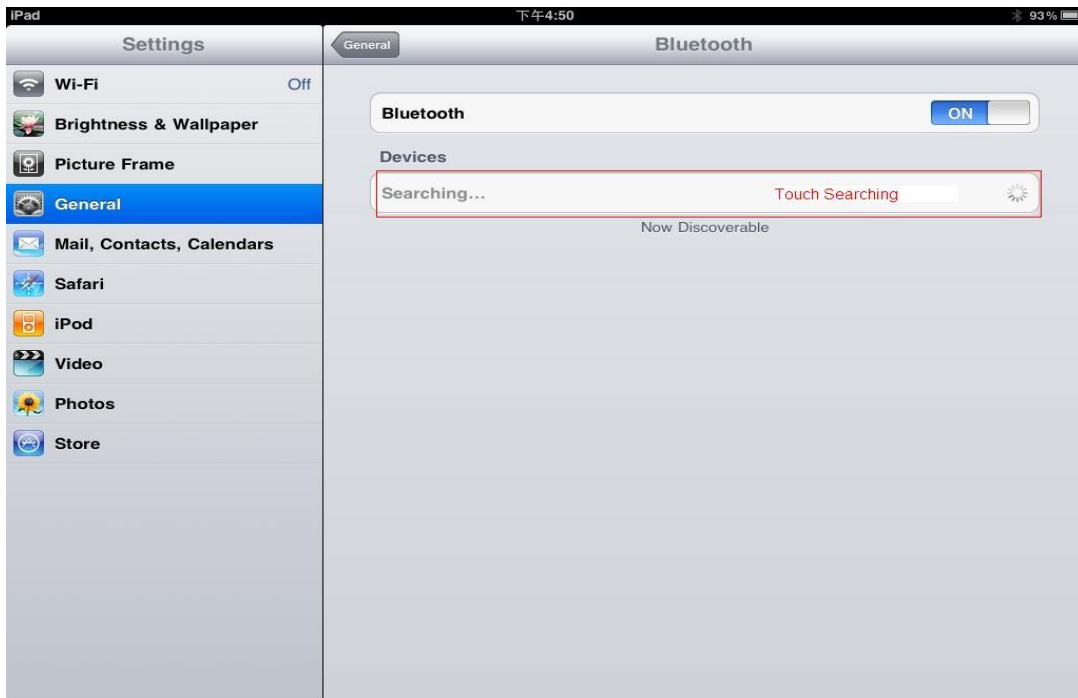 iPad 下午4:50 93%
Settings
General Bluetooth
Wi-Fi Off
Brightness & Wallpaper
Picture Frame
General
Mail, Contacts, Calendars
Safari
iPod
Video
Photos
Store
Bluetooth ON
Devices
Searching... Touch Searching
Now Discoverable